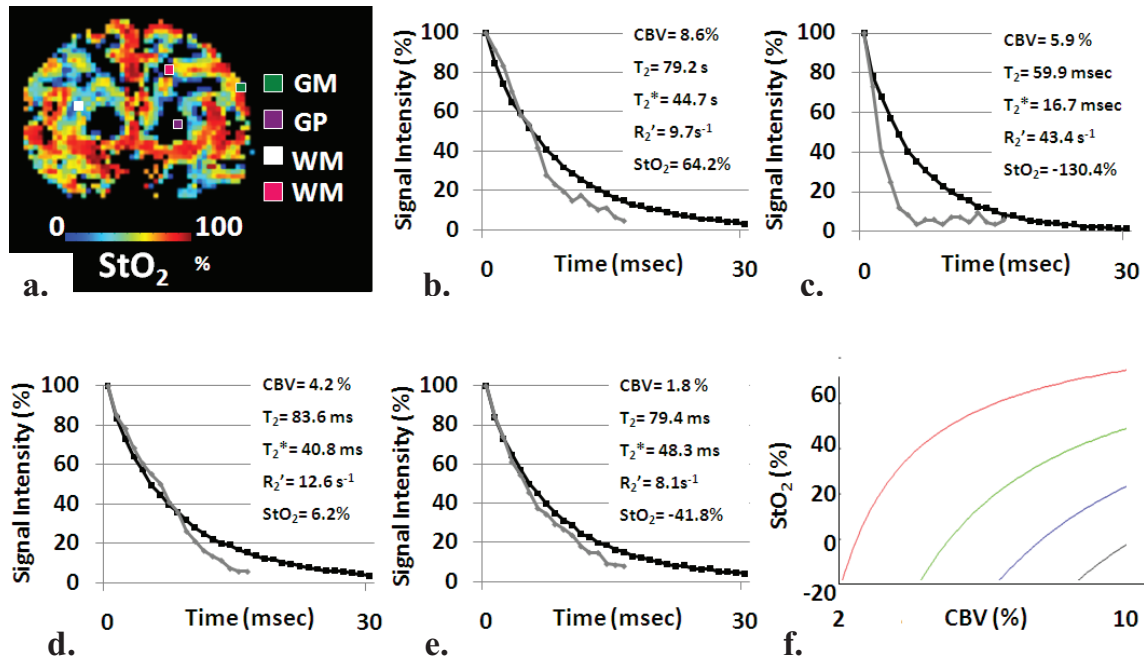 GM
GP
WM
WM
0 100
StO2 %
a.
Signal Intensity (%)
100
80
60
40
20
0
CBV = 8.6%
T2= 79.2 s
T2*= 44.7 s
R2'= 9.7s-1
StO2= 64.2%
0 30
Time (msec)
b.
Signal Intensity (%)
100
80
60
40
20
0
CBV= 5.9 %
T2= 59.9 msec
T2*= 16.7 msec
R2'= 43.4 s-1
StO2= -130.4%
0 30
Time (msec)
c.
Signal Intensity (%)
100
80
60
40
20
0
CBV= 4.2 %
T2= 83.6 ms
T2*= 40.8 ms
R2'= 12.6 s-1
StO2= 6.2%
0 30
Time (msec)
d.
Signal Intensity (%)
100
80
60
40
20
0
CBV= 1.8 %
T2= 79.4 ms
T2*= 48.3 ms
R2'= 8.1s-1
StO2= -41.8%
0 30
Time (msec)
e.
StO2 (%)
60
40
20
0
-20
2 10
CBV (%)
f.